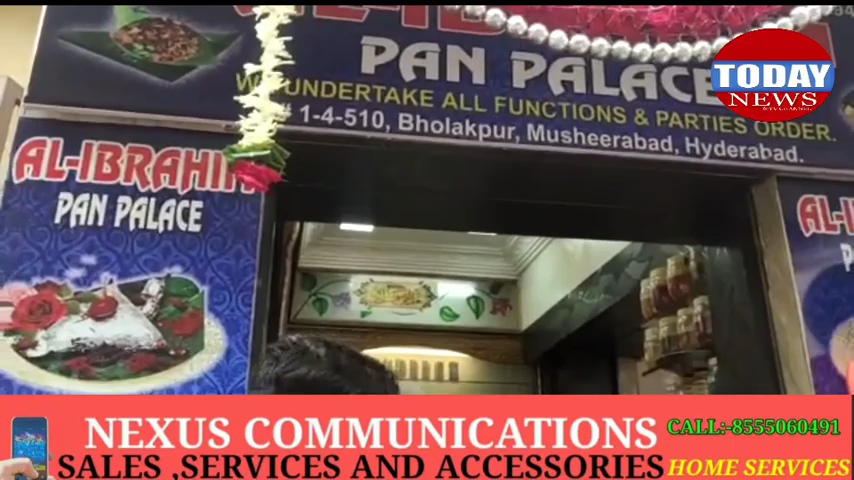 PAN PALACE
UNDERTAKE ALL FUNCTIONS & PARTIES ORDER.
# 1-4-510, Bholakpur, Musheerabad, Hyderabad.
TODAY
NEWS
AL-IBRAHIM
PAN PALACE
NEXUS COMMUNICATIONS
CALL:-8555060491
SALES ,SERVICES AND ACCESSORIES
HOME SERVICES